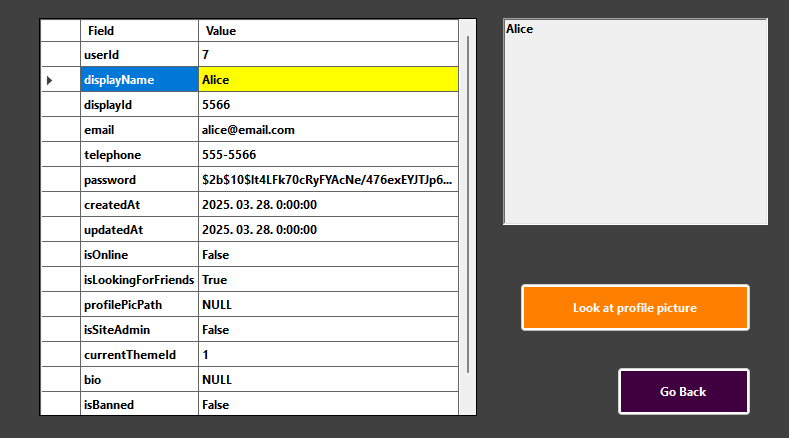 Field Value
userId 7
displayName Alice
displayId 5566
email alice@email.com
telephone 555-5566
password $2b$10$lt4LFk70cRyFYAcNe/476exEYJTJp6...
createdAt 2025. 03. 28. 0:00:00
updatedAt 2025. 03. 28. 0:00:00
isOnline False
isLookingForFriends True
profilePicPath NULL
isSiteAdmin False
currentThemeId 1
bio NULL
isBanned False
Alice
Look at profile picture
Go Back